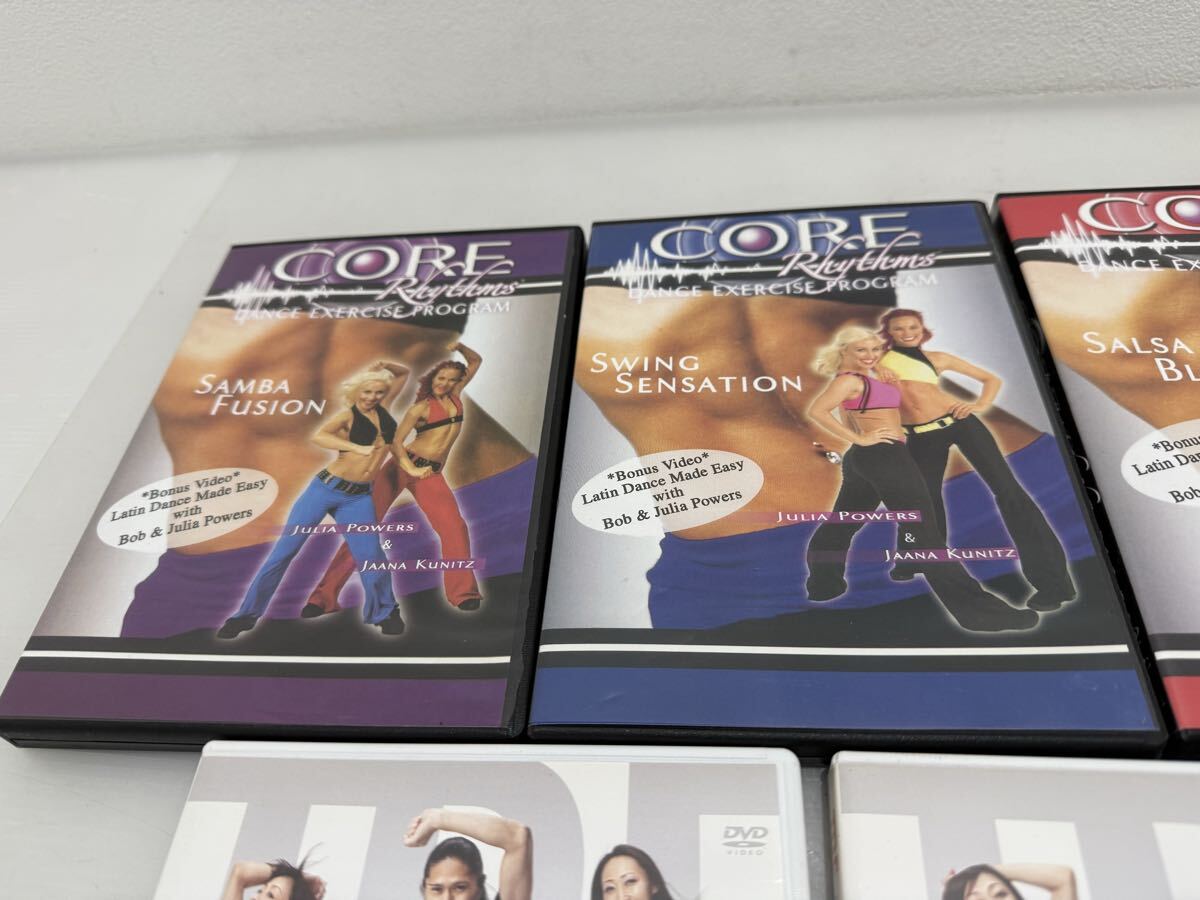 CORE
Rhythms
DANCE EXERCISE PROGRAM
SAMBA
FUSION
*Bonus Video*
Latin Dance Made Easy
with
Bob & Julia Powers
JULIA POWERS
&
JAANA KUNITZ
CORE
Rhythms
DANCE EXERCISE PROGRAM
SWING
SENSATION
*Bonus Video*
Latin Dance Made Easy
with
Bob & Julia Powers
JULIA POWERS
&
JAANA KUNITZ
DANCE
SALSA
DVD
VIDEO